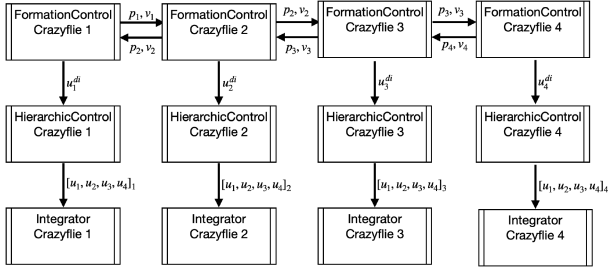 FormationControl
Crazyflie 1
p₁, v₁
p₂, v₂
FormationControl
Crazyflie 2
p₂, v₂
p₃, v₃
FormationControl
Crazyflie 3
p₃, v₃
p₄, v₄
FormationControl
Crazyflie 4
u₁ᵈⁱ
u₂ᵈⁱ
u₃ᵈⁱ
u₄ᵈⁱ
HierarchicControl
Crazyflie 1
HierarchicControl
Crazyflie 2
HierarchicControl
Crazyflie 3
HierarchicControl
Crazyflie 4
[u₁, u₂, u₃, u₄]₁
[u₁, u₂, u₃, u₄]₂
[u₁, u₂, u₃, u₄]₃
[u₁, u₂, u₃, u₄]₄
Integrator
Crazyflie 1
Integrator
Crazyflie 2
Integrator
Crazyflie 3
Integrator
Crazyflie 4